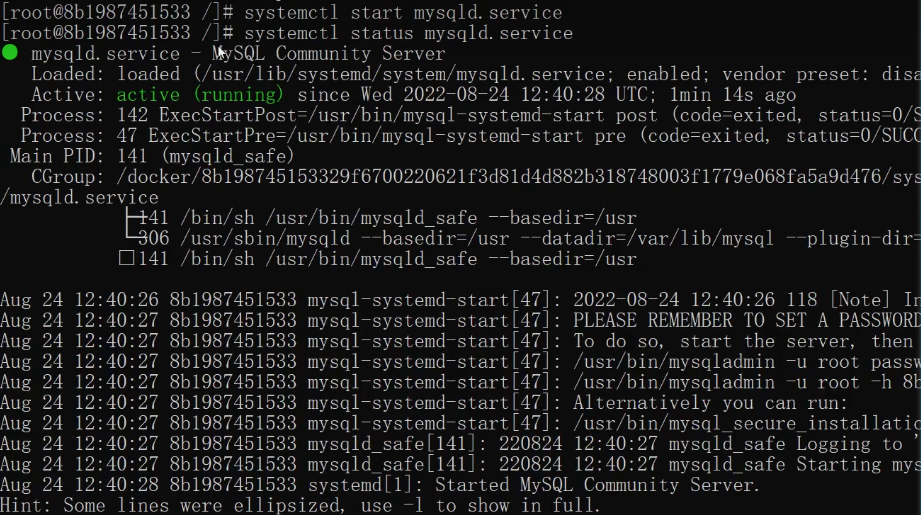 [root@8b1987451533 /]# systemctl start mysqld.service
[root@8b1987451533 /]# systemctl status mysqld.service
● mysqld.service - MySQL Community Server
Loaded: loaded (/usr/lib/systemd/system/mysqld.service; enabled; vendor preset: disa
Active: active (running) since Wed 2022-08-24 12:40:28 UTC; 1min 14s ago
Process: 142 ExecStartPost=/usr/bin/mysql-systemd-start post (code=exited, status=0/S
Process: 47 ExecStartPre=/usr/bin/mysql-systemd-start pre (code=exited, status=0/SUCC
Main PID: 141 (mysqld_safe)
CGroup: /docker/8b198745153329f6700220621f3d81d4d882b318748003f1779e068fa5a9d476/sys
/mysqld.service
├─141 /bin/sh /usr/bin/mysqld_safe --basedir=/usr
└─306 /usr/sbin/mysqld --basedir=/usr --datadir=/var/lib/mysql --plugin-dir=
□141 /bin/sh /usr/bin/mysqld_safe --basedir=/usr
Aug 24 12:40:26 8b1987451533 mysql-systemd-start[47]: 2022-08-24 12:40:26 118 [Note] In
Aug 24 12:40:27 8b1987451533 mysql-systemd-start[47]: PLEASE REMEMBER TO SET A PASSWORD
Aug 24 12:40:27 8b1987451533 mysql-systemd-start[47]: To do so, start the server, then
Aug 24 12:40:27 8b1987451533 mysql-systemd-start[47]: /usr/bin/mysqladmin -u root passw
Aug 24 12:40:27 8b1987451533 mysql-systemd-start[47]: /usr/bin/mysqladmin -u root -h 8b
Aug 24 12:40:27 8b1987451533 mysql-systemd-start[47]: Alternatively you can run:
Aug 24 12:40:27 8b1987451533 mysql-systemd-start[47]: /usr/bin/mysql_secure_installatio
Aug 24 12:40:27 8b1987451533 mysqld_safe[141]: 220824 12:40:27 mysqld_safe Logging to '
Aug 24 12:40:27 8b1987451533 mysqld_safe[141]: 220824 12:40:27 mysqld_safe Starting mys
Aug 24 12:40:28 8b1987451533 systemd[1]: Started MySQL Community Server.
Hint: Some lines were ellipsized, use -l to show in full.